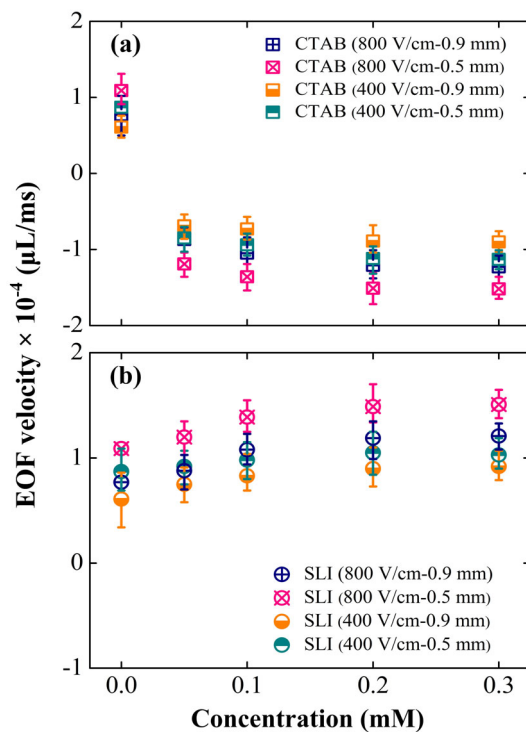 2
(a)
CTAB (800 V/cm-0.9 mm)
CTAB (800 V/cm-0.5 mm)
CTAB (400 V/cm-0.9 mm)
CTAB (400 V/cm-0.5 mm)
1
0
-1
-2
EOF velocity × 10⁻⁴ (µL/ms)
2
(b)
1
0
-1
SLI (800 V/cm-0.9 mm)
SLI (800 V/cm-0.5 mm)
SLI (400 V/cm-0.9 mm)
SLI (400 V/cm-0.5 mm)
0.0 0.1 0.2 0.3
Concentration (mM)